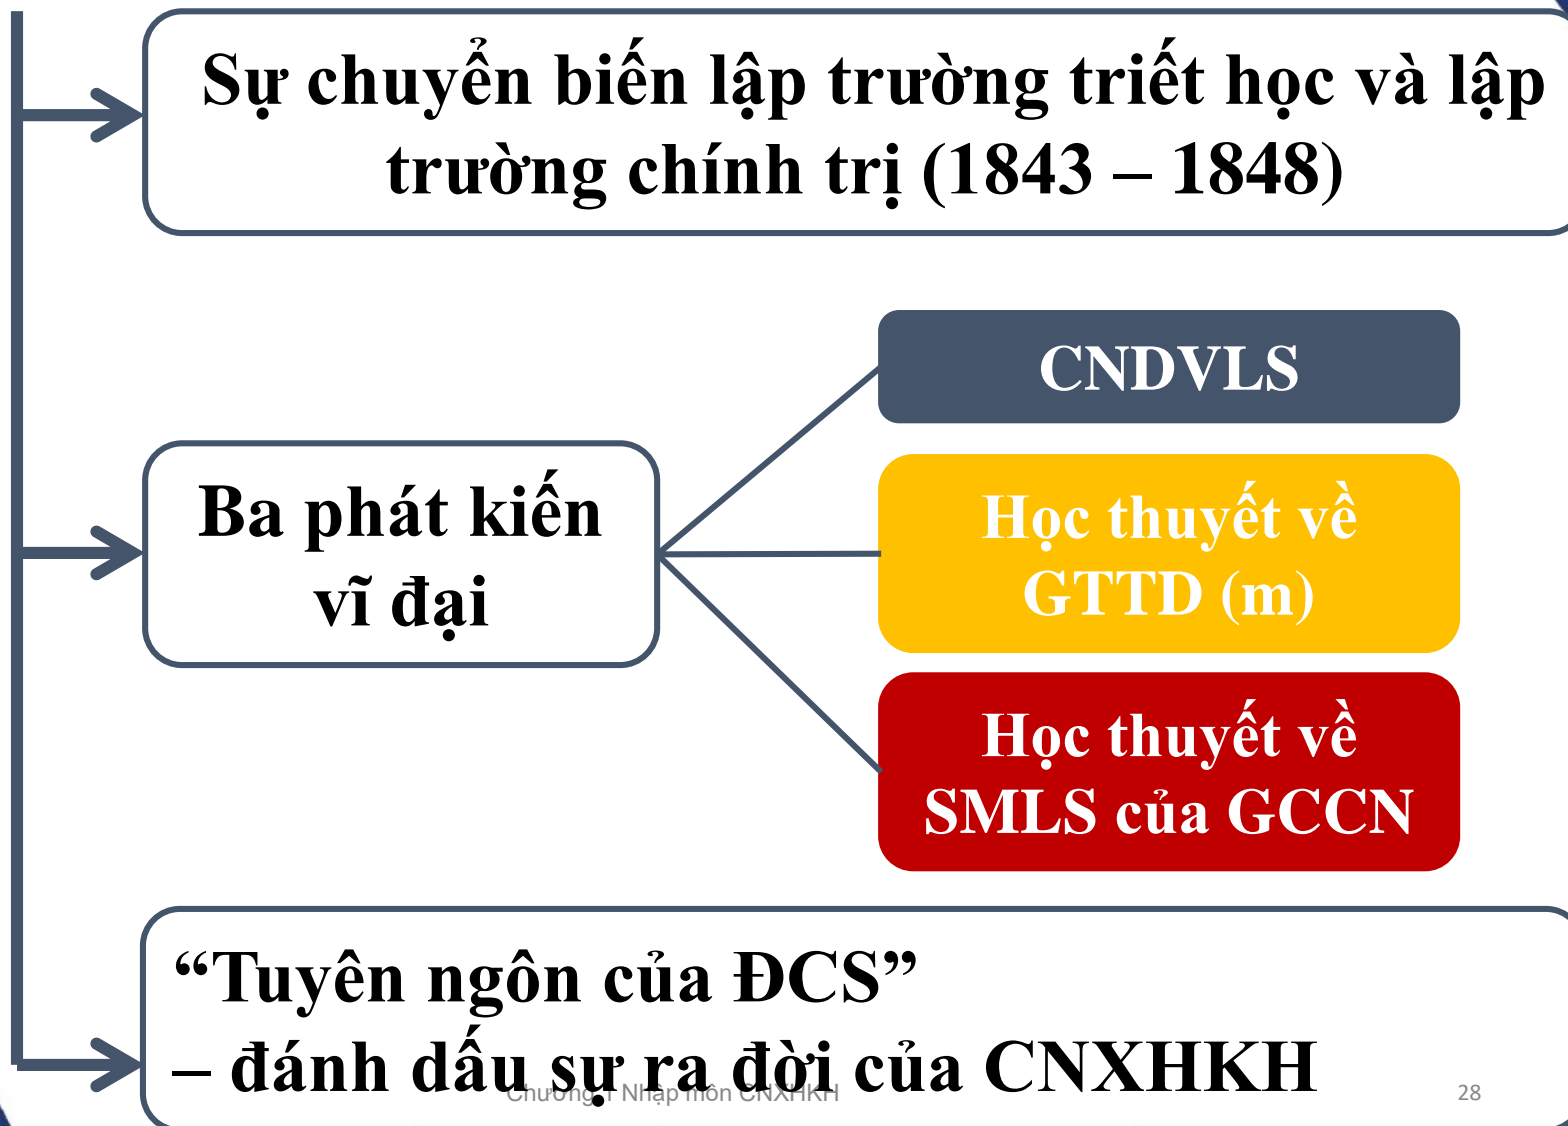 Sự chuyển biến lập trường triết học và lập
trường chính trị (1843 – 1848)
CNDVLS
Ba phát kiến
vĩ đại
Học thuyết về
GTTD (m)
Học thuyết về
SMLS của GCCN
“Tuyên ngôn của ĐCS”
– đánh dấu sự ra đời của CNXHKH
Chương 1 Nhập môn CNXHKH
28